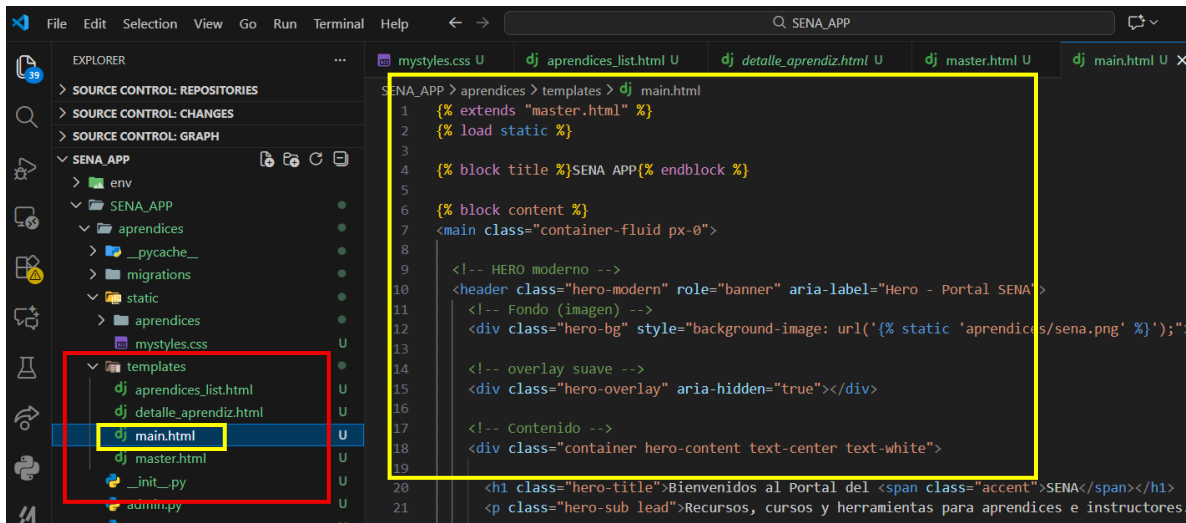 File Edit Selection View Go Run Terminal Help
SENA_APP
39
EXPLORER
SOURCE CONTROL: REPOSITORIES
SOURCE CONTROL: CHANGES
SOURCE CONTROL: GRAPH
SENA_APP
env
SENA_APP
aprendices
__pycache__
migrations
static
aprendices
mystyles.css U
templates
aprendices_list.html U
detalle_aprendiz.html U
main.html U
master.html U
__init__.py U
admin.py U
mystyles.css U dj aprendices_list.html U dj detalle_aprendiz.html U dj master.html U dj main.html U
SENA_APP > aprendices > templates > dj main.html
1 {% extends "master.html" %}
2 {% load static %}
3
4 {% block title %}SENA APP{% endblock %}
5
6 {% block content %}
7 <main class="container-fluid px-0">
8
9 <!-- HERO moderno -->
10 <header class="hero-modern" role="banner" aria-label="Hero - Portal SENA">
11 <!-- Fondo (imagen) -->
12 <div class="hero-bg" style="background-image: url('{% static 'aprendices/sena.png' %}');">
13
14 <!-- overlay suave -->
15 <div class="hero-overlay" aria-hidden="true"></div>
16
17 <!-- Contenido -->
18 <div class="container hero-content text-center text-white">
19
20 <h1 class="hero-title">Bienvenidos al Portal del <span class="accent">SENA</span></h1>
21 <p class="hero-sub lead">Recursos, cursos y herramientas para aprendices e instructores.